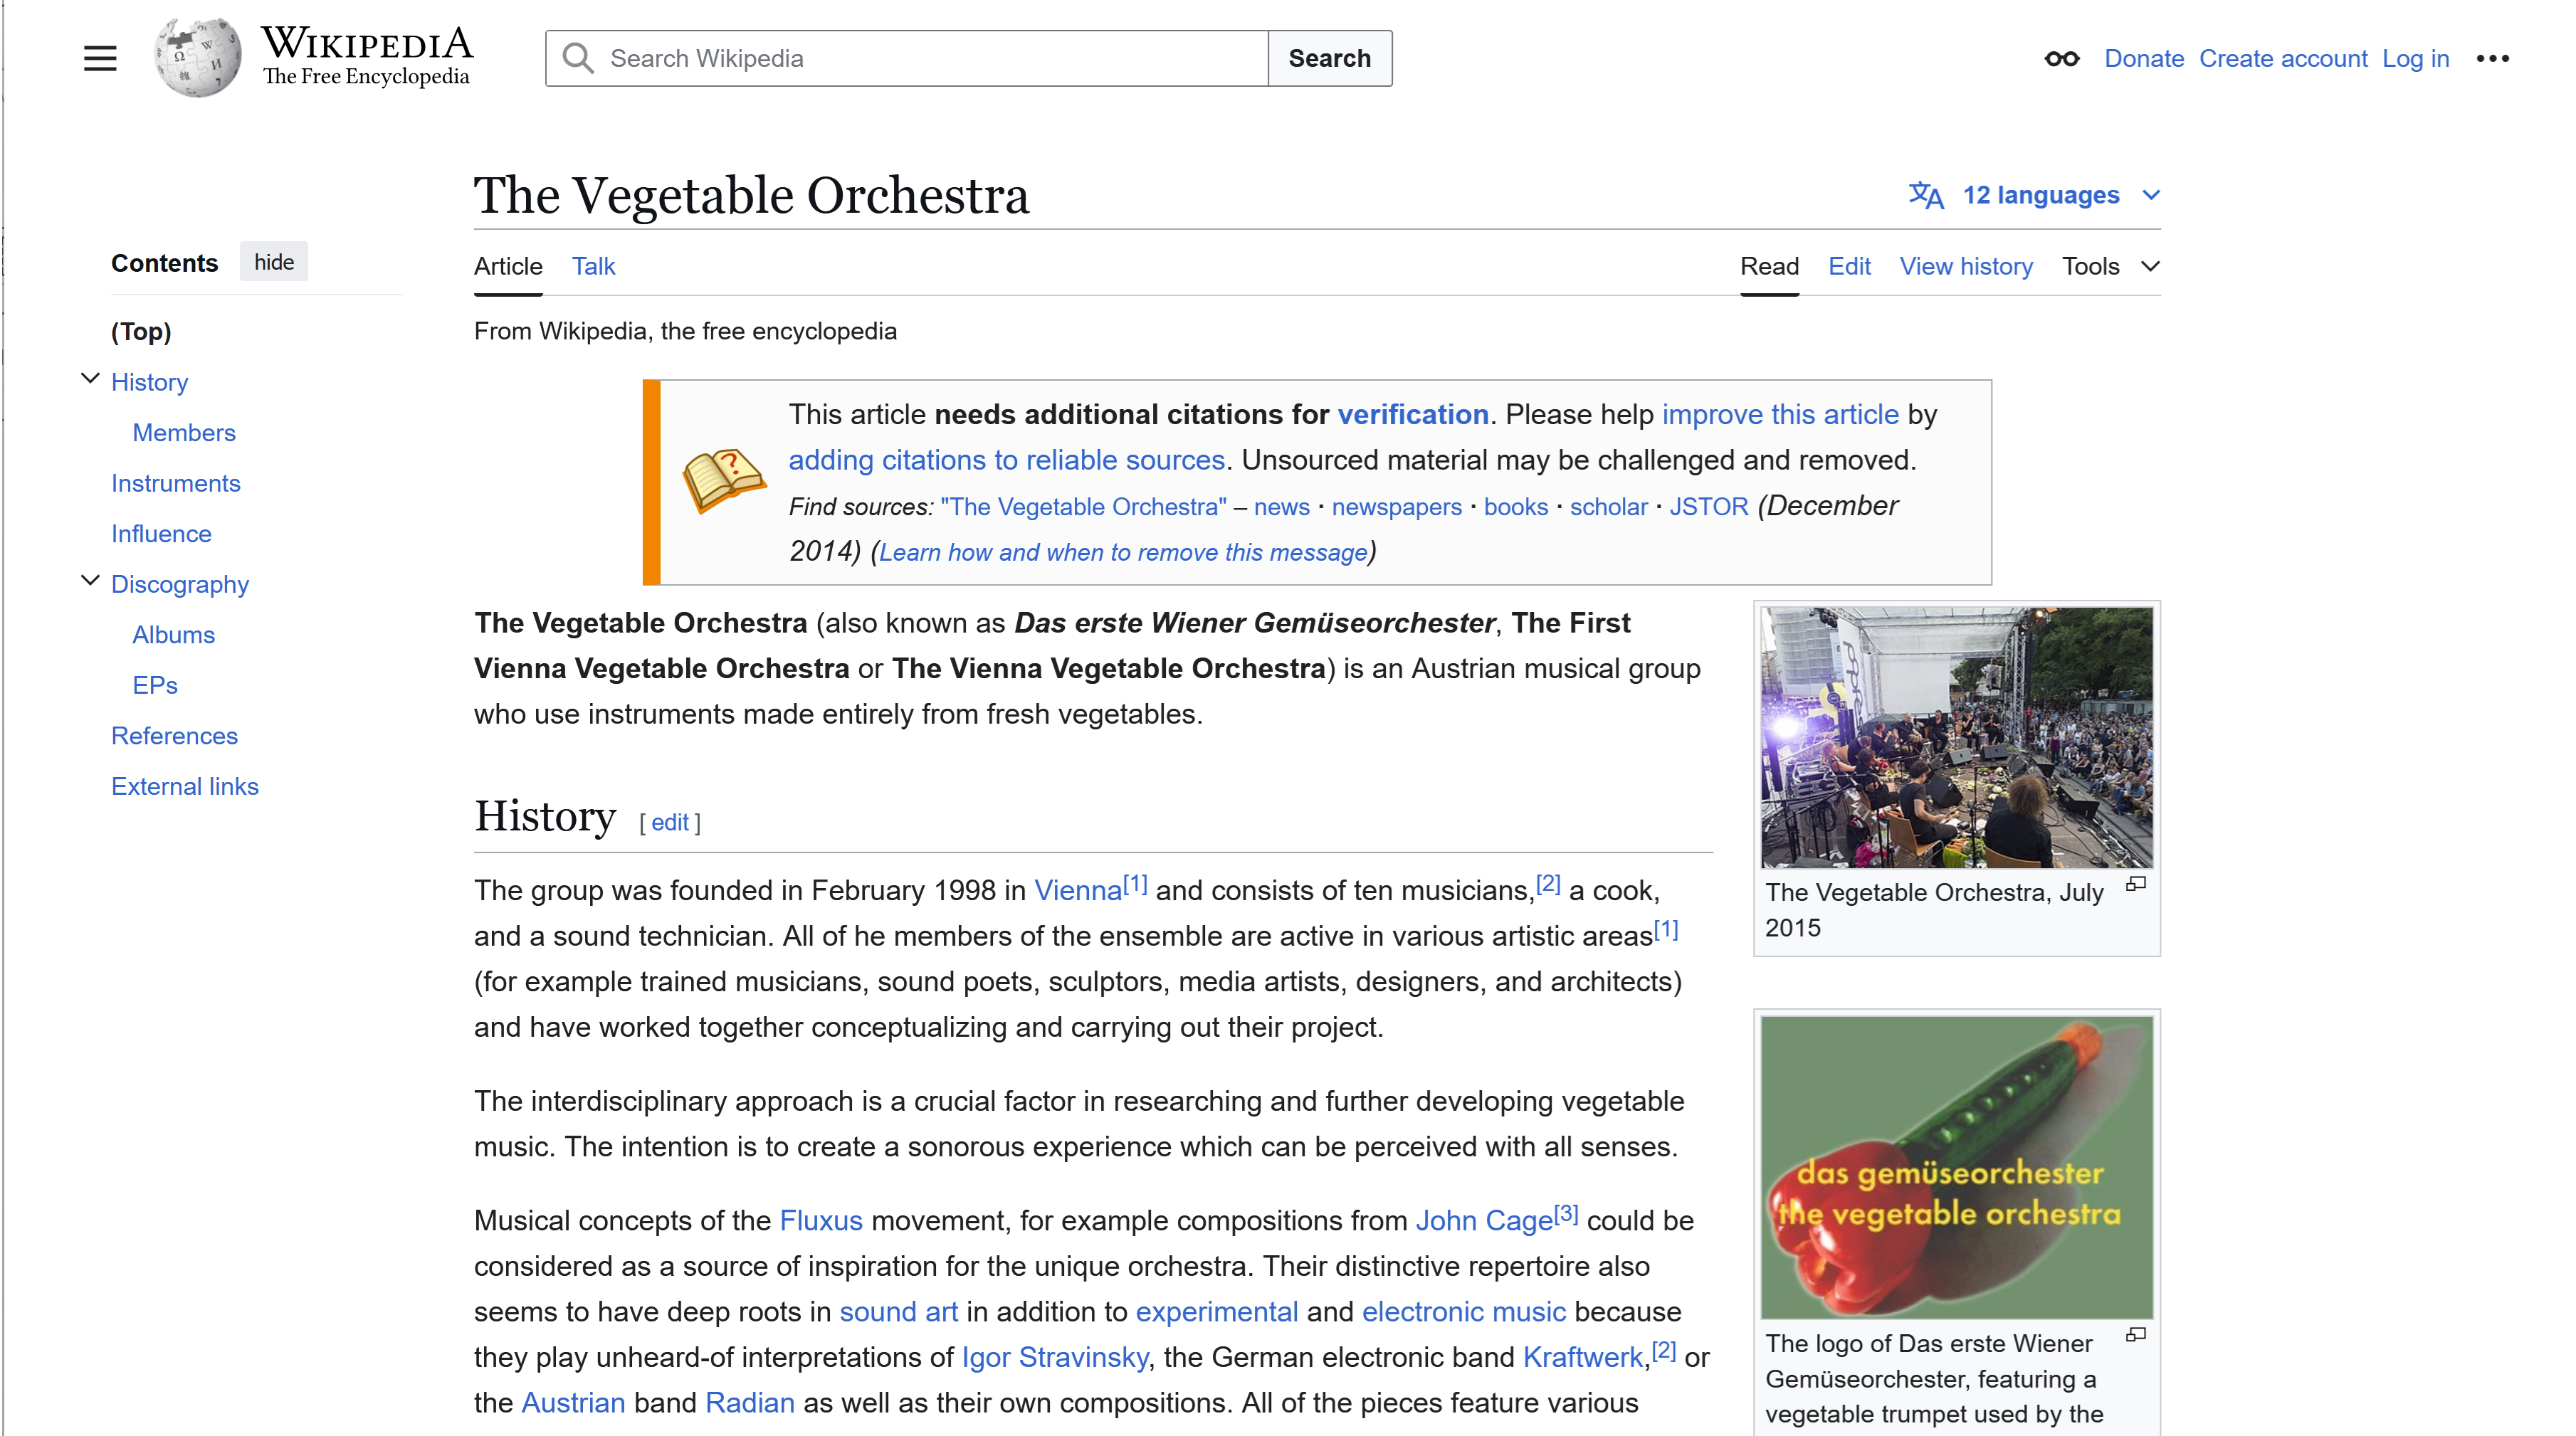 WIKIPEDIA
The Free Encyclopedia
Search Wikipedia
Search
Donate
Create account
Log in
The Vegetable Orchestra
12 languages
Contents
hide
Article
Talk
Read
Edit
View history
Tools
(Top)
History
Members
Instruments
Influence
Discography
Albums
EPs
References
External links
From Wikipedia, the free encyclopedia
This article needs additional citations for verification. Please help improve this article by
adding citations to reliable sources. Unsourced material may be challenged and removed.
Find sources: "The Vegetable Orchestra" – news · newspapers · books · scholar · JSTOR (December
2014) (Learn how and when to remove this message)
The Vegetable Orchestra (also known as Das erste Wiener Gemüseorchester, The First
Vienna Vegetable Orchestra or The Vienna Vegetable Orchestra) is an Austrian musical group
who use instruments made entirely from fresh vegetables.
History [ edit ]
The group was founded in February 1998 in Vienna[1] and consists of ten musicians,[2] a cook,
and a sound technician. All of he members of the ensemble are active in various artistic areas[1]
(for example trained musicians, sound poets, sculptors, media artists, designers, and architects)
and have worked together conceptualizing and carrying out their project.
The interdisciplinary approach is a crucial factor in researching and further developing vegetable
music. The intention is to create a sonorous experience which can be perceived with all senses.
Musical concepts of the Fluxus movement, for example compositions from John Cage[3] could be
considered as a source of inspiration for the unique orchestra. Their distinctive repertoire also
seems to have deep roots in sound art in addition to experimental and electronic music because
they play unheard-of interpretations of Igor Stravinsky, the German electronic band Kraftwerk,[2] or
the Austrian band Radian as well as their own compositions. All of the pieces feature various
The Vegetable Orchestra, July
2015
das gemüseorchester
the vegetable orchestra
The logo of Das erste Wiener
Gemüseorchester, featuring a
vegetable trumpet used by the